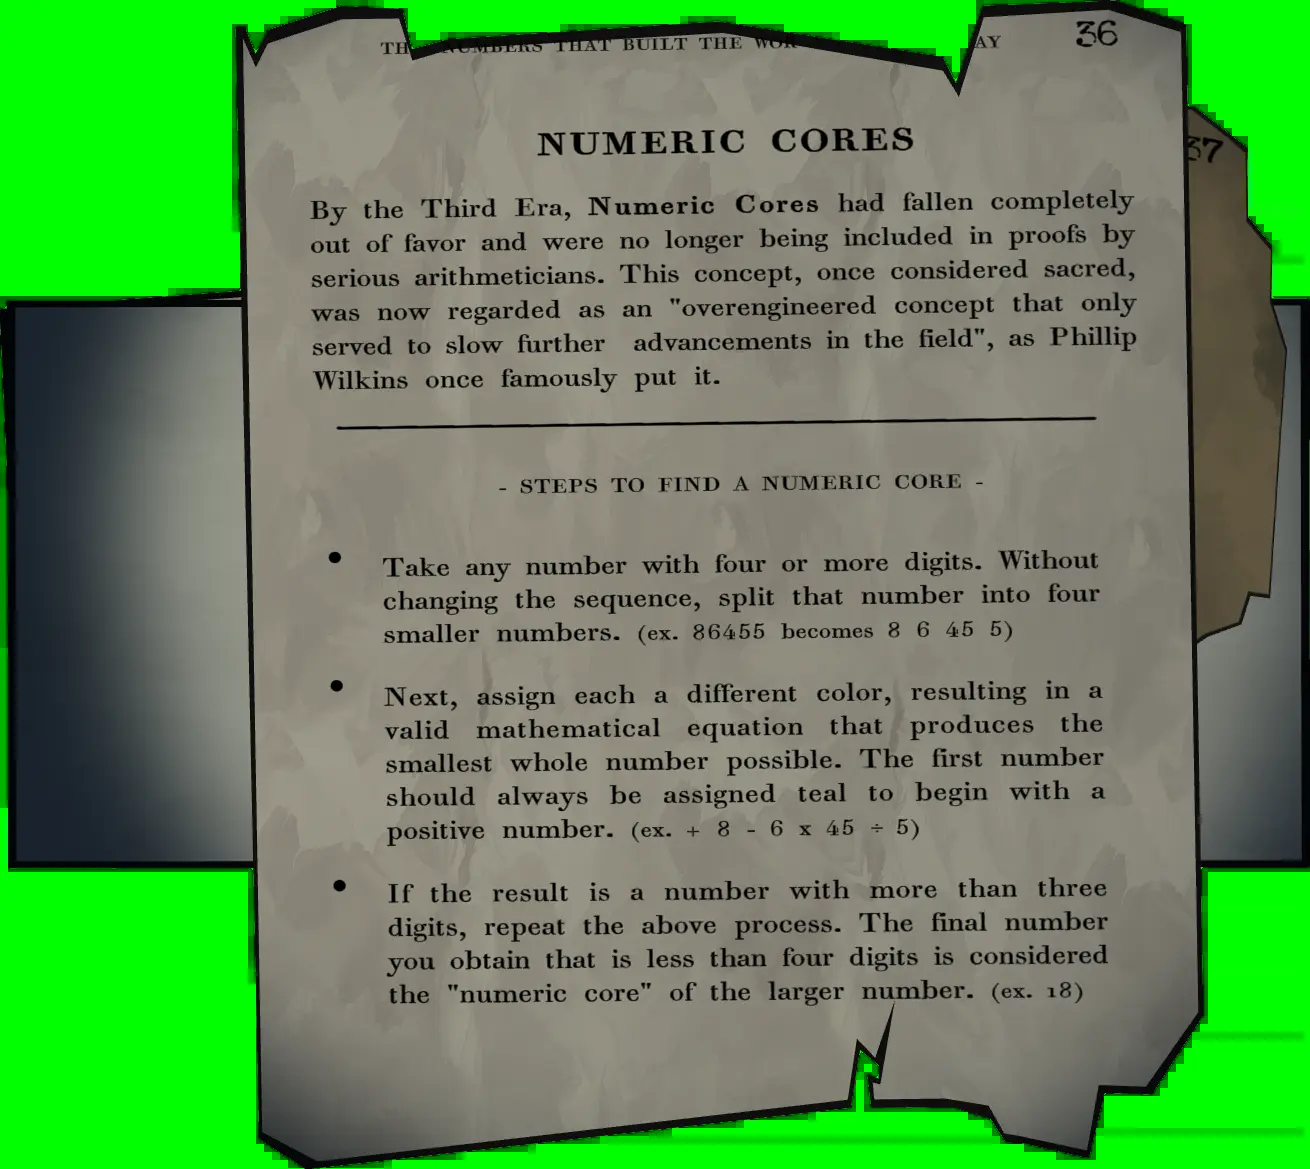 TH NUMBERS THAT BUILT THE WOR AY
36
37
NUMERIC CORES
By the Third Era, Numeric Cores had fallen completely
out of favor and were no longer being included in proofs by
serious arithmeticians. This concept, once considered sacred,
was now regarded as an "overengineered concept that only
served to slow further advancements in the field", as Phillip
Wilkins once famously put it.
- STEPS TO FIND A NUMERIC CORE -
• Take any number with four or more digits. Without
changing the sequence, split that number into four
smaller numbers. (ex. 86455 becomes 8 6 45 5)
• Next, assign each a different color, resulting in a
valid mathematical equation that produces the
smallest whole number possible. The first number
should always be assigned teal to begin with a
positive number. (ex. + 8 - 6 x 45 ÷ 5)
• If the result is a number with more than three
digits, repeat the above process. The final number
you obtain that is less than four digits is considered
the "numeric core" of the larger number. (ex. 18)